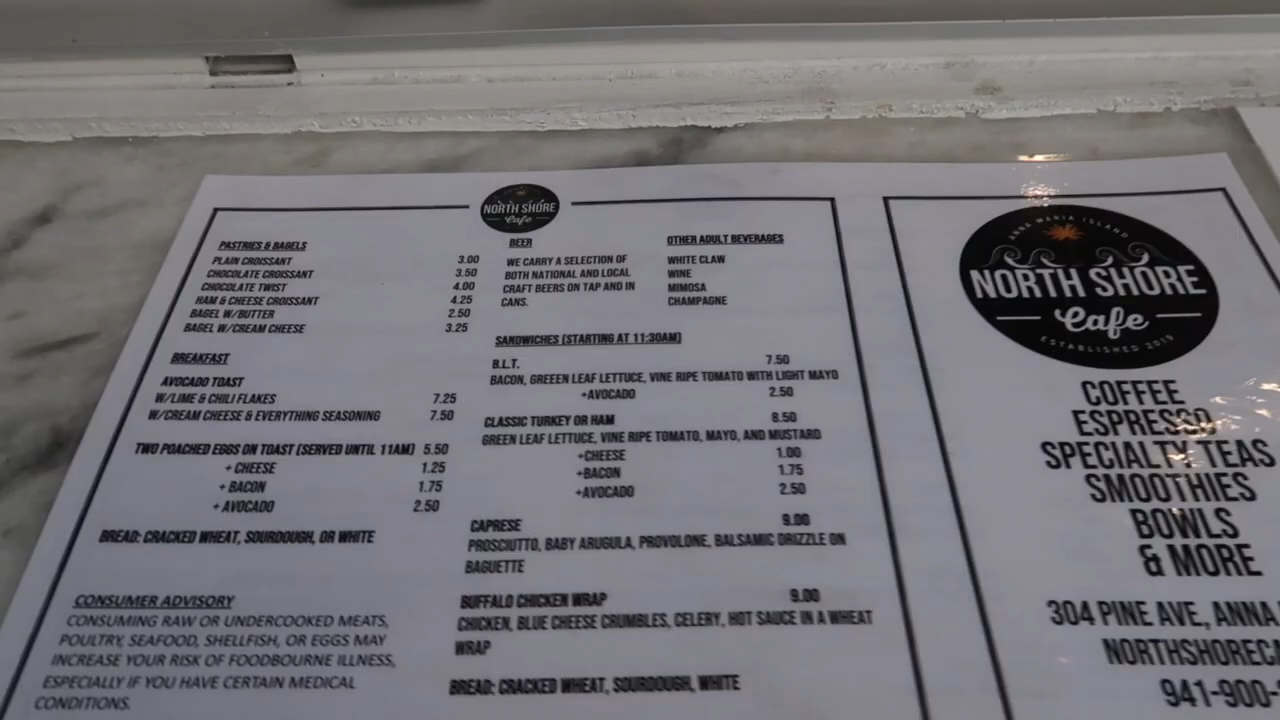 NORTH SHORE
Cafe
PASTRIES & BAGELS
PLAIN CROISSANT 3.00
CHOCOLATE CROISSANT 3.50
CHOCOLATE TWIST 4.00
HAM & CHEESE CROISSANT 4.25
BAGEL W/BUTTER 2.50
BAGEL W/CREAM CHEESE 3.25
BREAKFAST
AVOCADO TOAST
W/LIME & CHILI FLAKES 7.25
W/CREAM CHEESE & EVERYTHING SEASONING 7.50
TWO POACHED EGGS ON TOAST (SERVED UNTIL 11AM) 5.50
+ CHEESE 1.25
+ BACON 1.75
+ AVOCADO 2.50
BREAD: CRACKED WHEAT, SOURDOUGH, OR WHITE
CONSUMER ADVISORY
CONSUMING RAW OR UNDERCOOKED MEATS,
POULTRY, SEAFOOD, SHELLFISH, OR EGGS MAY
INCREASE YOUR RISK OF FOODBOURNE ILLNESS,
ESPECIALLY IF YOU HAVE CERTAIN MEDICAL
CONDITIONS.
BEER
WE CARRY A SELECTION OF
BOTH NATIONAL AND LOCAL
CRAFT BEERS ON TAP AND IN
CANS.
OTHER ADULT BEVERAGES
WHITE CLAW
WINE
MIMOSA
CHAMPAGNE
SANDWICHES (STARTING AT 11:30AM)
B.L.T. 7.50
BACON, GREEEN LEAF LETTUCE, VINE RIPE TOMATO WITH LIGHT MAYO
+AVOCADO 2.50
CLASSIC TURKEY OR HAM 8.50
GREEN LEAF LETTUCE, VINE RIPE TOMATO, MAYO, AND MUSTARD
+CHEESE 1.00
+BACON 1.75
+AVOCADO 2.50
CAPRESE 9.00
PROSCIUTTO, BABY ARUGULA, PROVOLONE, BALSAMIC DRIZZLE ON
BAGUETTE
BUFFALO CHICKEN WRAP 9.00
CHICKEN, BLUE CHEESE CRUMBLES, CELERY, HOT SAUCE IN A WHEAT
WRAP
BREAD: CRACKED WHEAT, SOURDOUGH, WHITE
ANNA MARIA ISLAND
NORTH SHORE
Cafe
ESTABLISHED 2019
COFFEE
ESPRESSO
SPECIALTY TEAS
SMOOTHIES
BOWLS
& MORE
304 PINE AVE, ANNA
NORTHSHORECA
941-900-